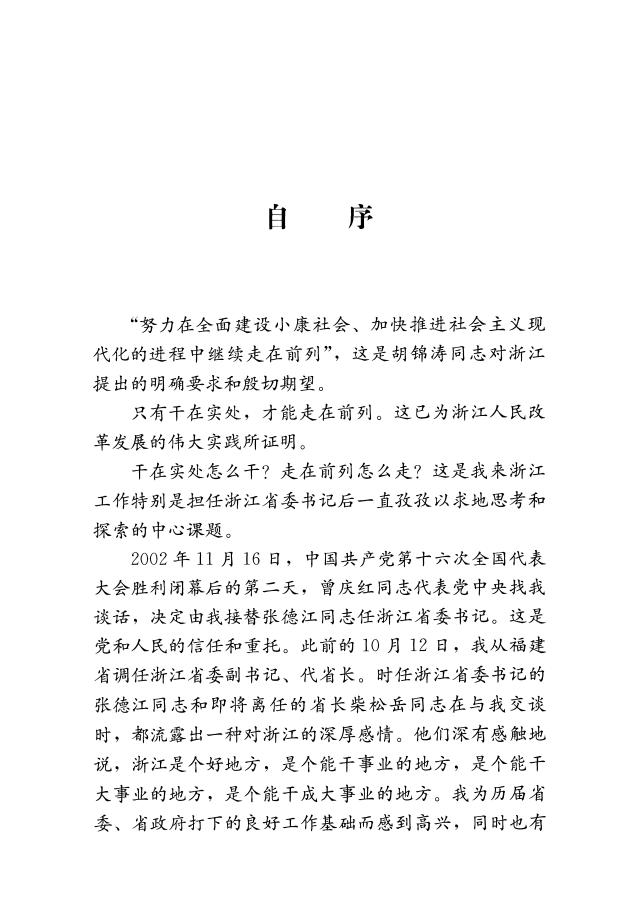 自　　序
“努力在全面建设小康社会、加快推进社会主义现
代化的进程中继续走在前列”，这是胡锦涛同志对浙江
提出的明确要求和殷切期望。
只有干在实处，才能走在前列。这已为浙江人民改
革发展的伟大实践所证明。
干在实处怎么干？走在前列怎么走？这是我来浙江
工作特别是担任浙江省委书记后一直孜孜以求地思考和
探索的中心课题。
2002 年 11 月 16 日，中国共产党第十六次全国代表
大会胜利闭幕后的第二天，曾庆红同志代表党中央找我
谈话，决定由我接替张德江同志任浙江省委书记。这是
党和人民的信任和重托。此前的 10 月 12 日，我从福建
省调任浙江省委副书记、代省长。时任浙江省委书记的
张德江同志和即将离任的省长柴松岳同志在与我交谈
时，都流露出一种对浙江的深厚感情。他们深有感触地
说，浙江是个好地方，是个能干事业的地方，是个能干
大事业的地方，是个能干成大事业的地方。我为历届省
委、省政府打下的良好工作基础而感到高兴，同时也有